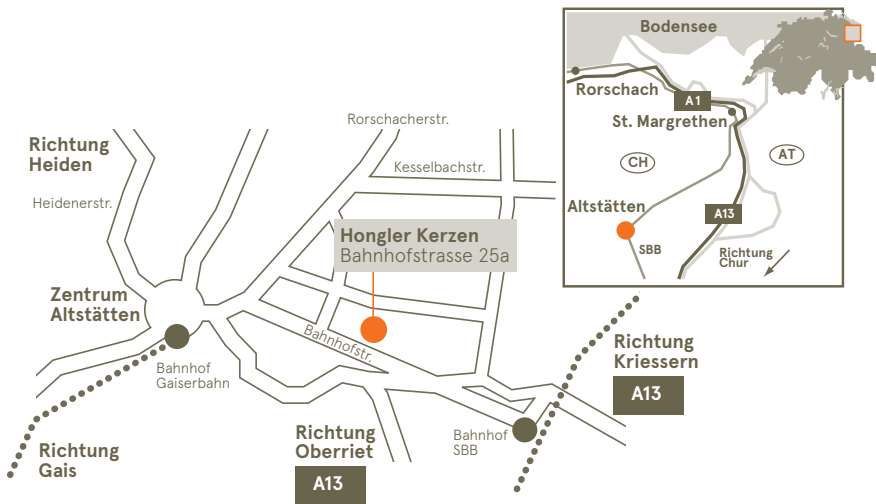 Bodensee
Rorschach
A1
St. Margrethen
CH
AT
Altstätten
A13
SBB
Richtung
Chur
Rorschacherstr.
Richtung
Heiden
Kesselbachstr.
Heidenerstr.
Hongler Kerzen
Bahnhofstrasse 25a
Zentrum
Altstätten
Bahnhofstr.
Bahnhof
Gaiserbahn
Richtung
Kriessern
A13
Richtung
Oberriet
A13
Bahnhof
SBB
Richtung
Gais